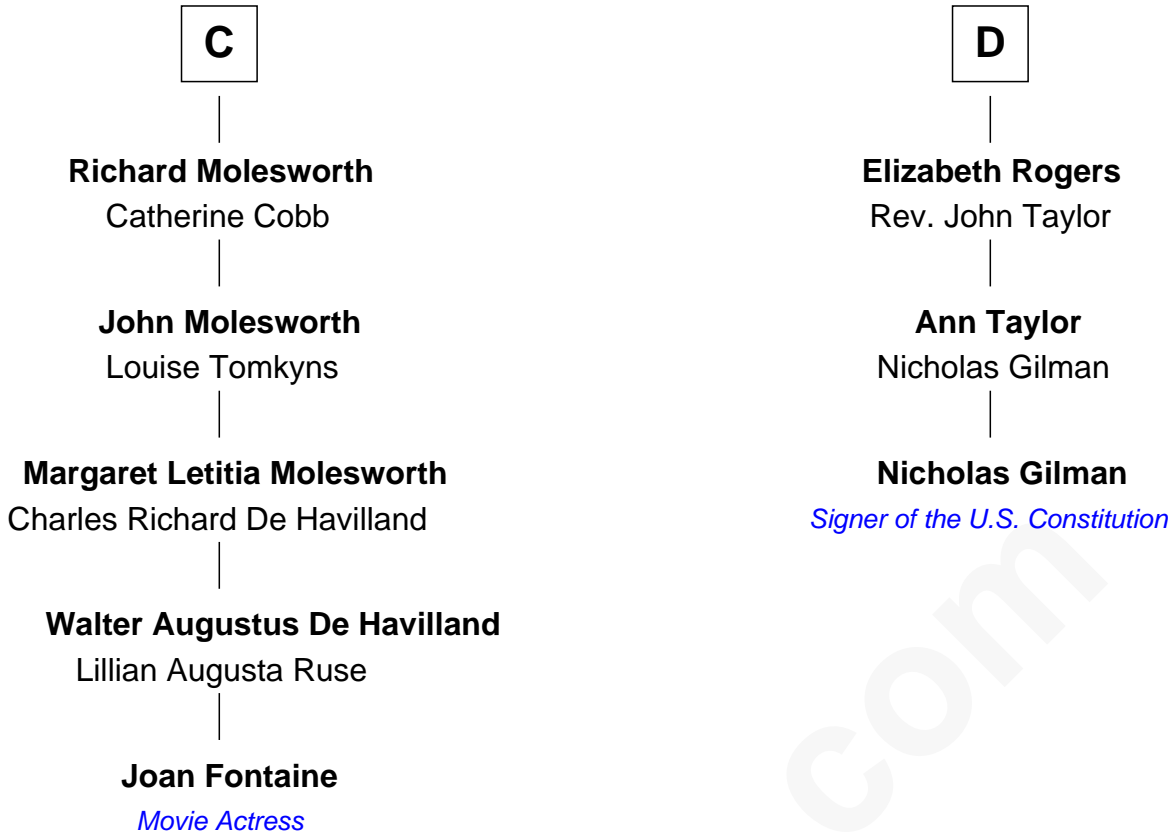 C
Richard Molesworth
Catherine Cobb
John Molesworth
Louise Tomkyns
Margaret Letitia Molesworth
Charles Richard De Havilland
Walter Augustus De Havilland
Lillian Augusta Ruse
Joan Fontaine
Movie Actress
D
Elizabeth Rogers
Rev. John Taylor
Ann Taylor
Nicholas Gilman
Nicholas Gilman
Signer of the U.S. Constitution
com